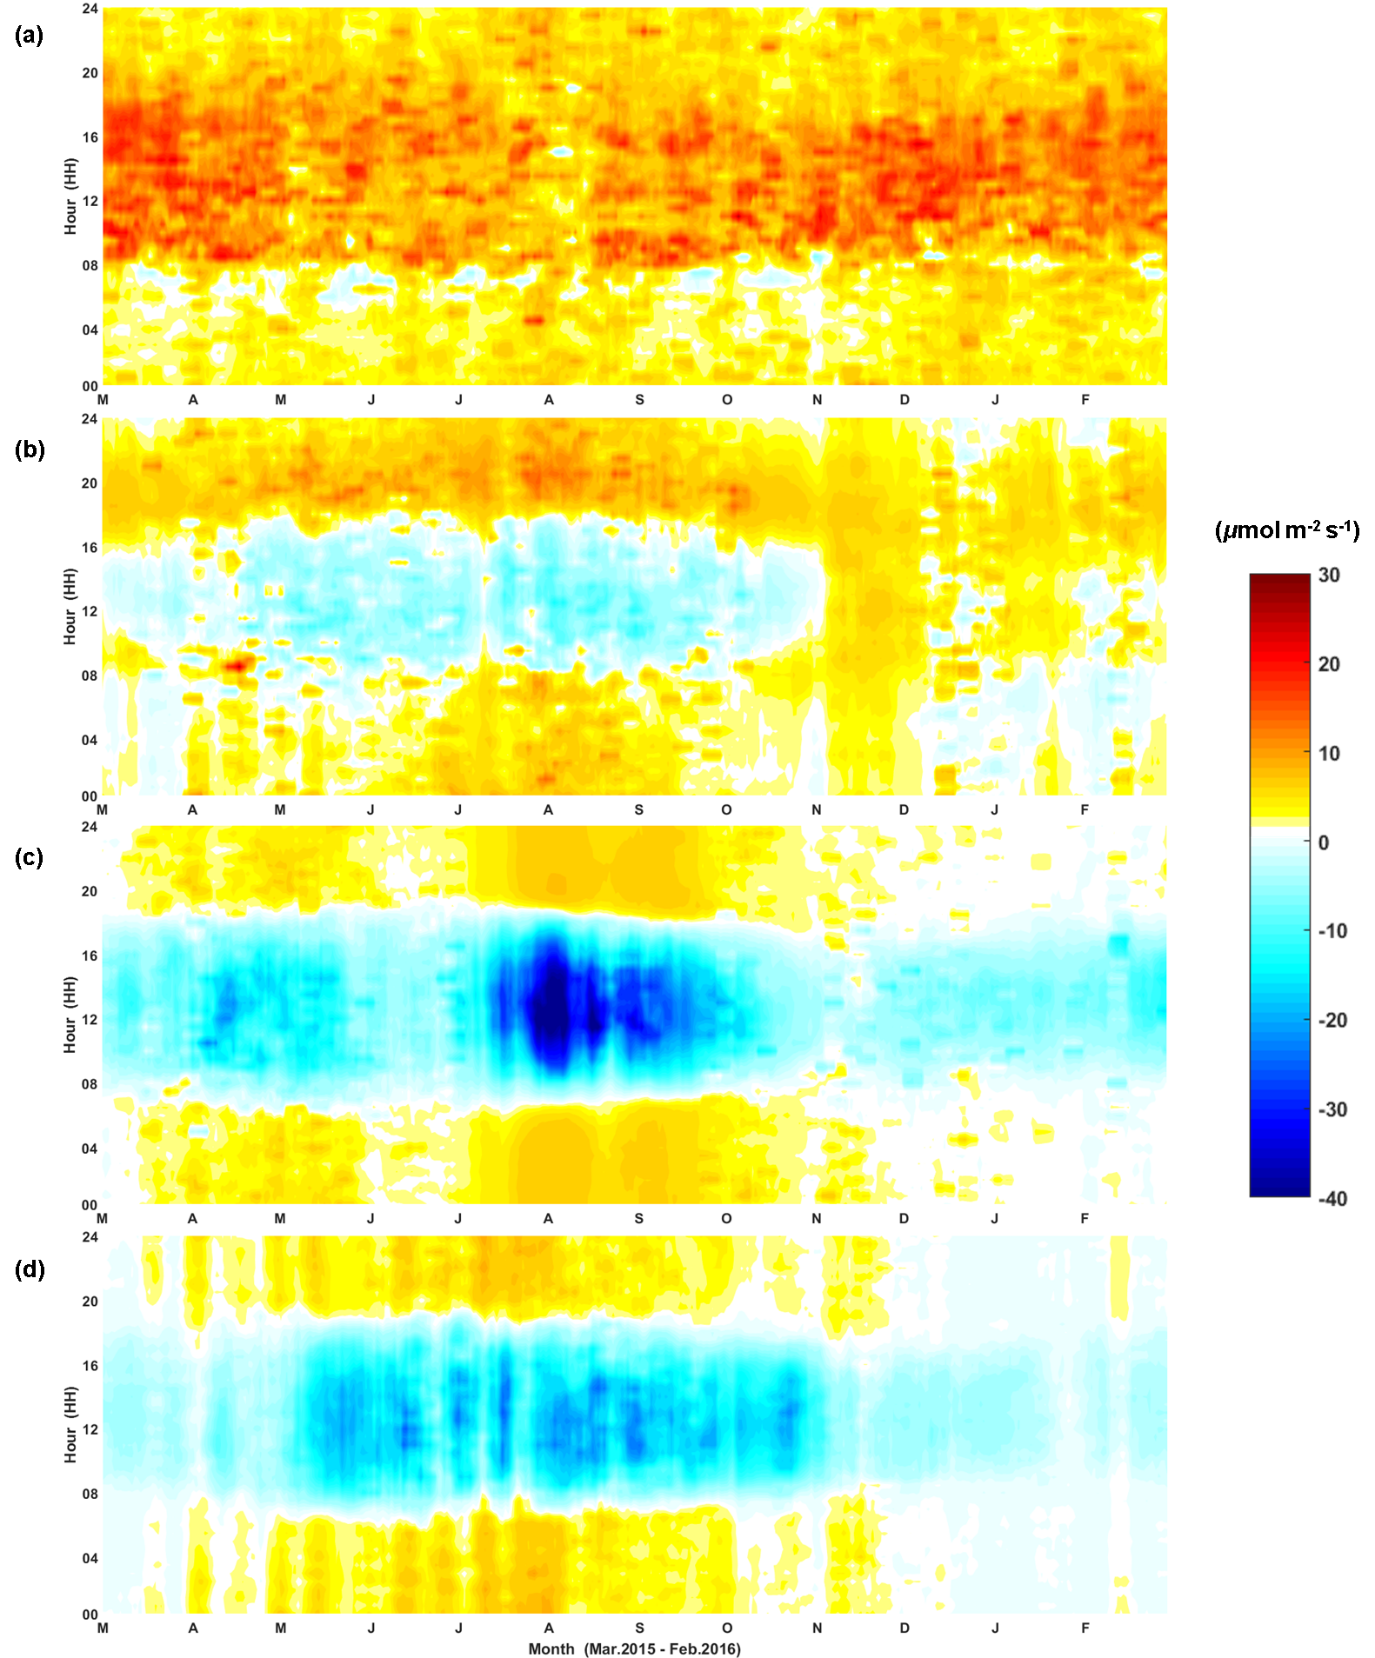 (a)
24
20
16
12
08
04
00
Hour (HH)
M A M J J A S O N D J F
(b)
24
20
16
12
08
04
00
Hour (HH)
M A M J J A S O N D J F
(c)
24
20
16
12
08
04
00
Hour (HH)
M A M J J A S O N D J F
(d)
24
20
16
12
08
04
00
Hour (HH)
M A M J J A S O N D J F
Month (Mar.2015 - Feb.2016)
(µmol m-2 s-1)
30
20
10
0
-10
-20
-30
-40